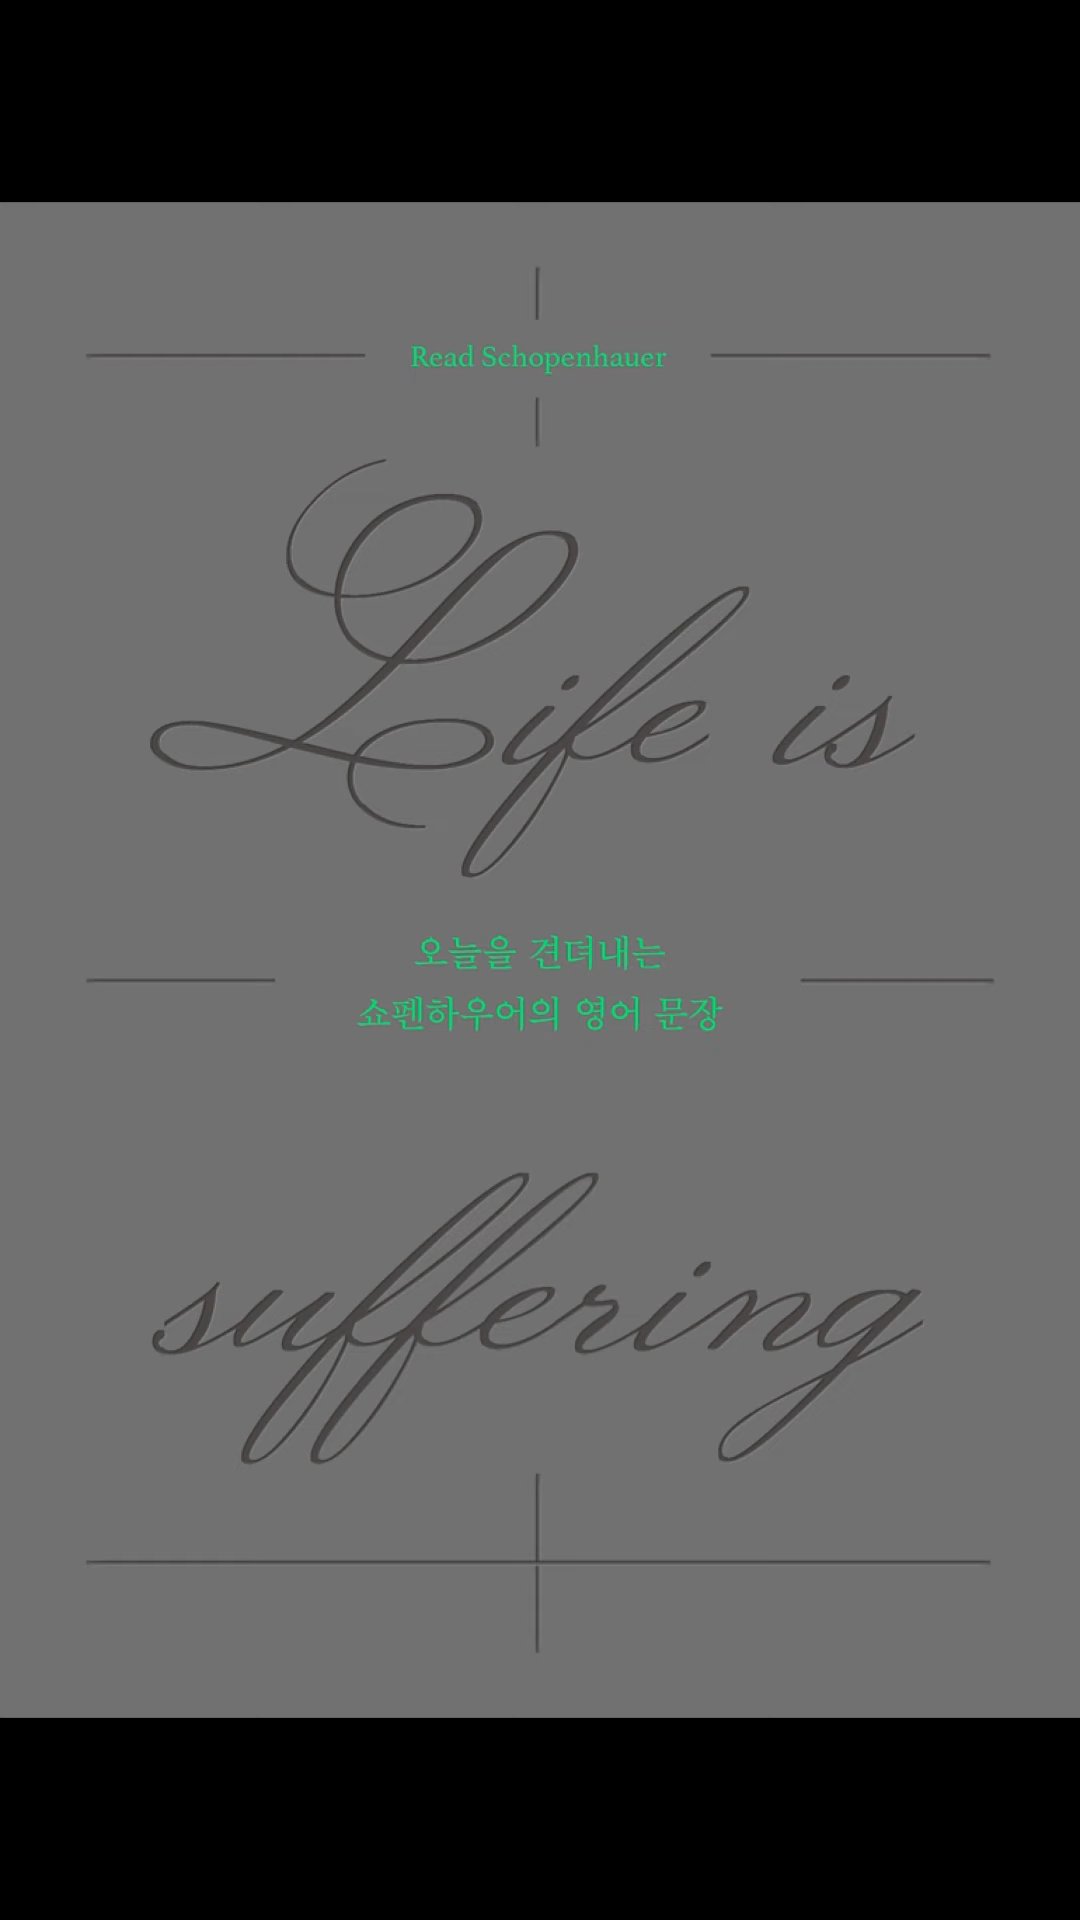 Read Schopenhauer
Life is
오늘을 견뎌내는
쇼펜하우어의 영어 문장
suffering